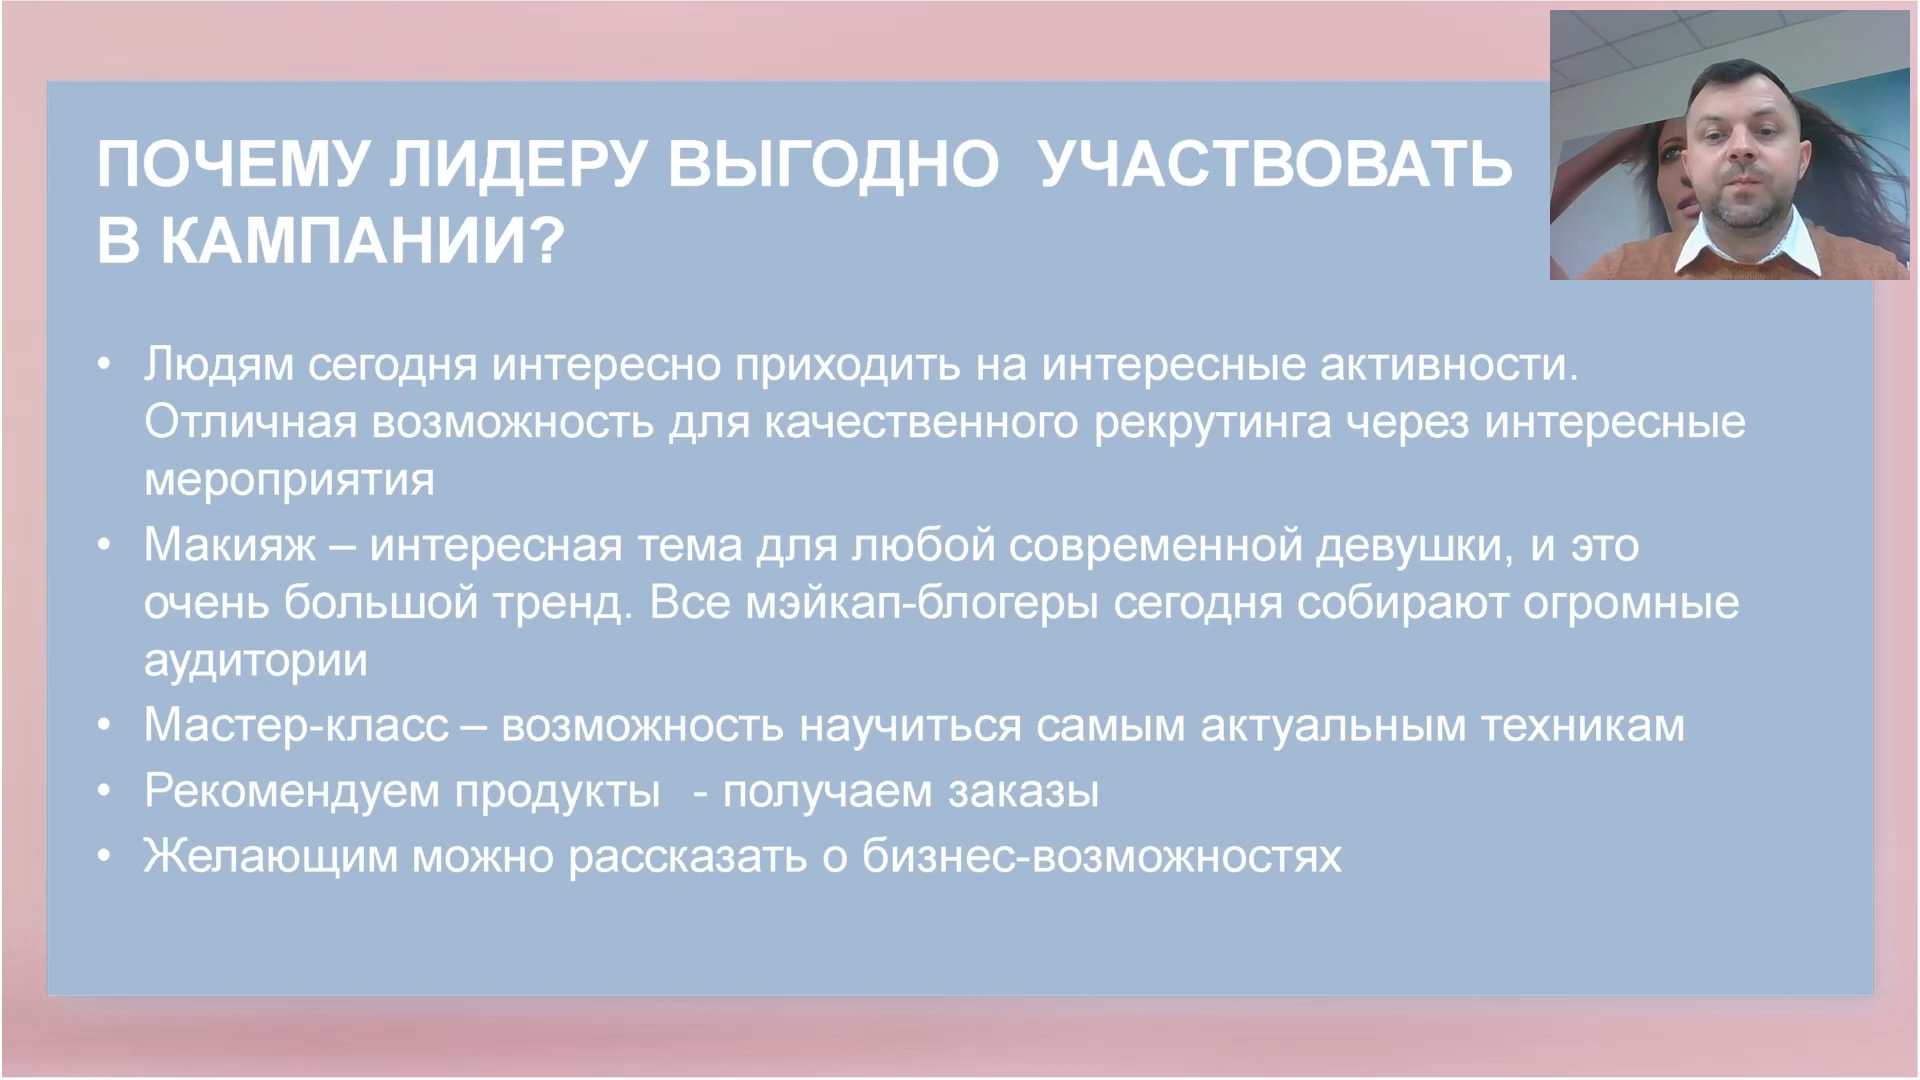 ПОЧЕМУ ЛИДЕРУ ВЫГОДНО УЧАСТВОВАТЬ
В КАМПАНИИ?
• Людям сегодня интересно приходить на интересные активности.
Отличная возможность для качественного рекрутинга через интересные
мероприятия
• Макияж – интересная тема для любой современной девушки, и это
очень большой тренд. Все мэйкап-блогеры сегодня собирают огромные
аудитории
• Мастер-класс – возможность научиться самым актуальным техникам
• Рекомендуем продукты - получаем заказы
• Желающим можно рассказать о бизнес-возможностях